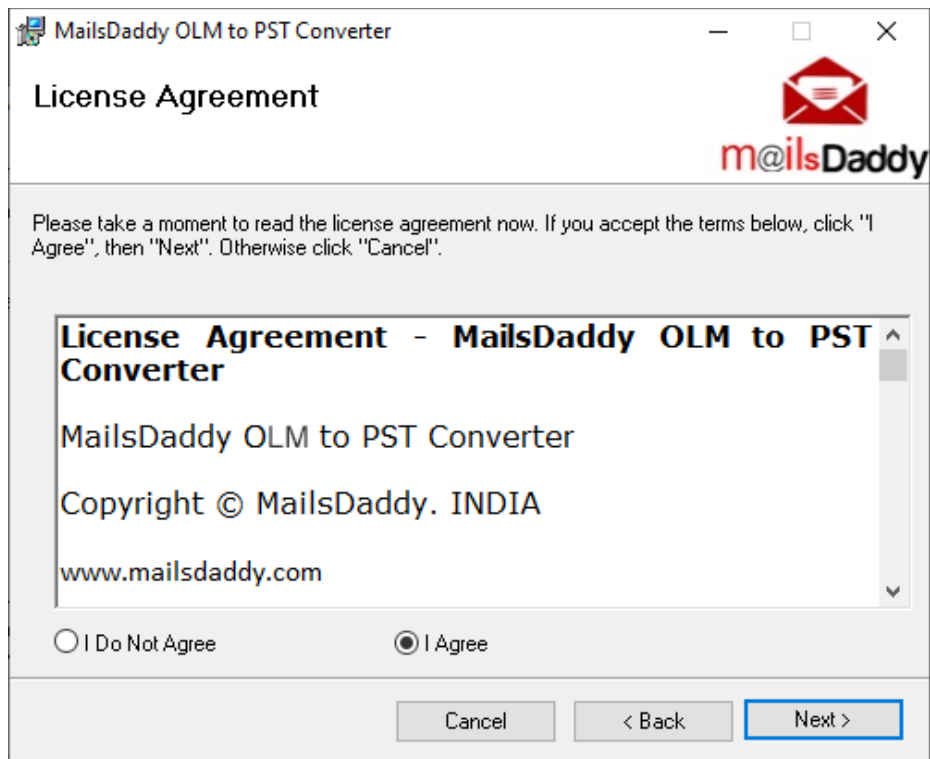 MailsDaddy OLM to PST Converter
License Agreement
m@ilsDaddy
Please take a moment to read the license agreement now. If you accept the terms below, click "I
Agree", then "Next". Otherwise click "Cancel".
License Agreement - MailsDaddy OLM to PST
Converter
MailsDaddy OLM to PST Converter
Copyright © MailsDaddy. INDIA
www.mailsdaddy.com
I Do Not Agree
I Agree
Cancel
< Back
Next >